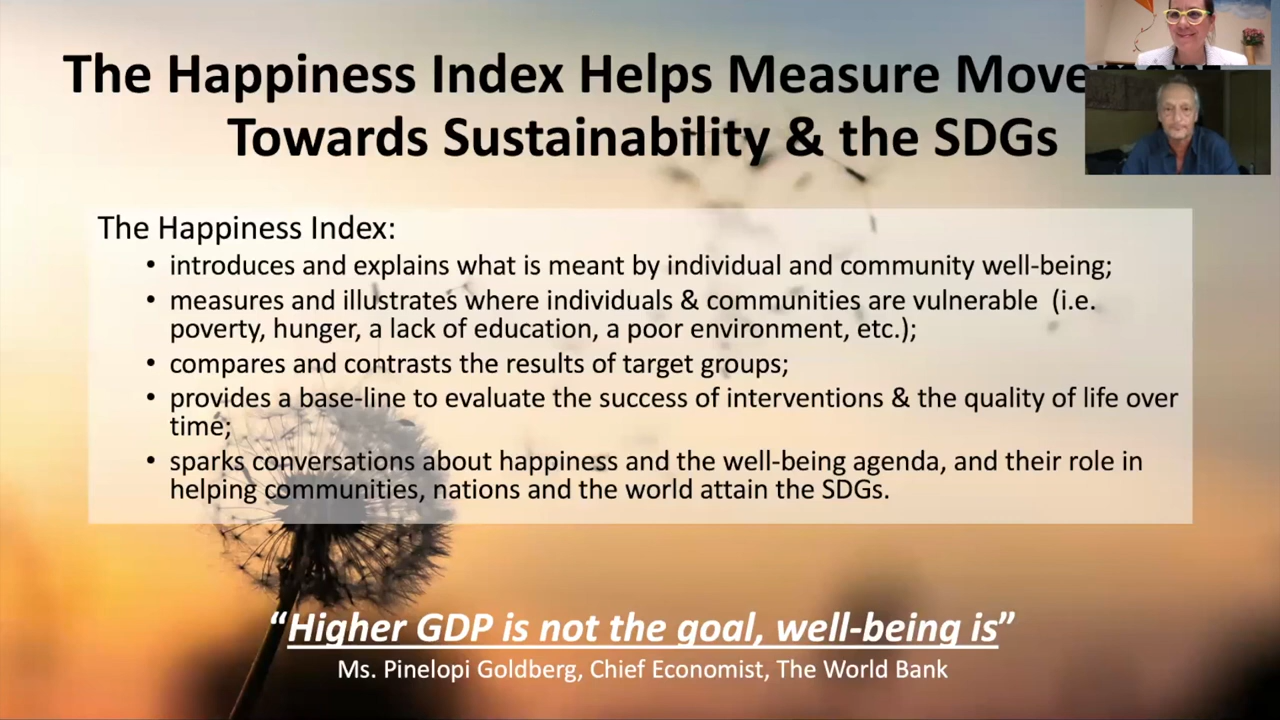 The Happiness Index Helps Measure
Towards Sustainability & the SDGs
The Happiness Index:
• introduces and explains what is meant by individual and community well-being;
• measures and illustrates where individuals & communities are vulnerable (i.e.
poverty, hunger, a lack of education, a poor environment, etc.);
• compares and contrasts the results of target groups;
• provides a base-line to evaluate the success of interventions & the quality of life over
time;
• sparks conversations about happiness and the well-being agenda, and their role in
helping communities, nations and the world attain the SDGs.
“Higher GDP is not the goal, well-being is”
Ms. Pinelopi Goldberg, Chief Economist, The World Bank